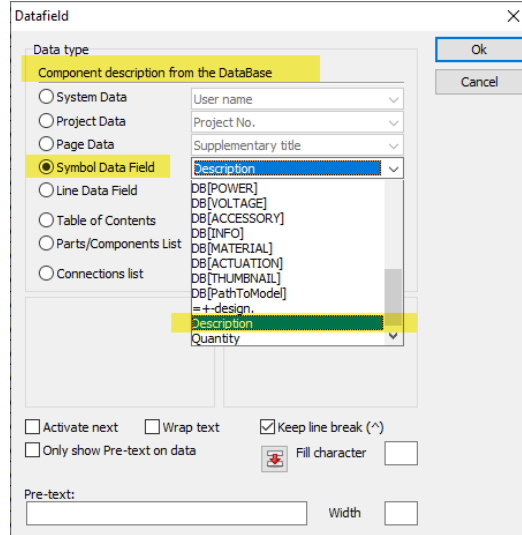 Datafield
Data type
Component description from the DataBase
System Data User name
Project Data Project No.
Page Data Supplementary title
Symbol Data Field Description
Line Data Field
Table of Contents
Parts/Components List
Connections list
DB[POWER]
DB[VOLTAGE]
DB[ACCESSORY]
DB[INFO]
DB[MATERIAL]
DB[ACTUATION]
DB[THUMBNAIL]
DB[PathToModel]
=+-design.
Description
Quantity
Ok
Cancel
Activate next Wrap text Keep line break (^)
Only show Pre-text on data Fill character
Pre-text:
Width